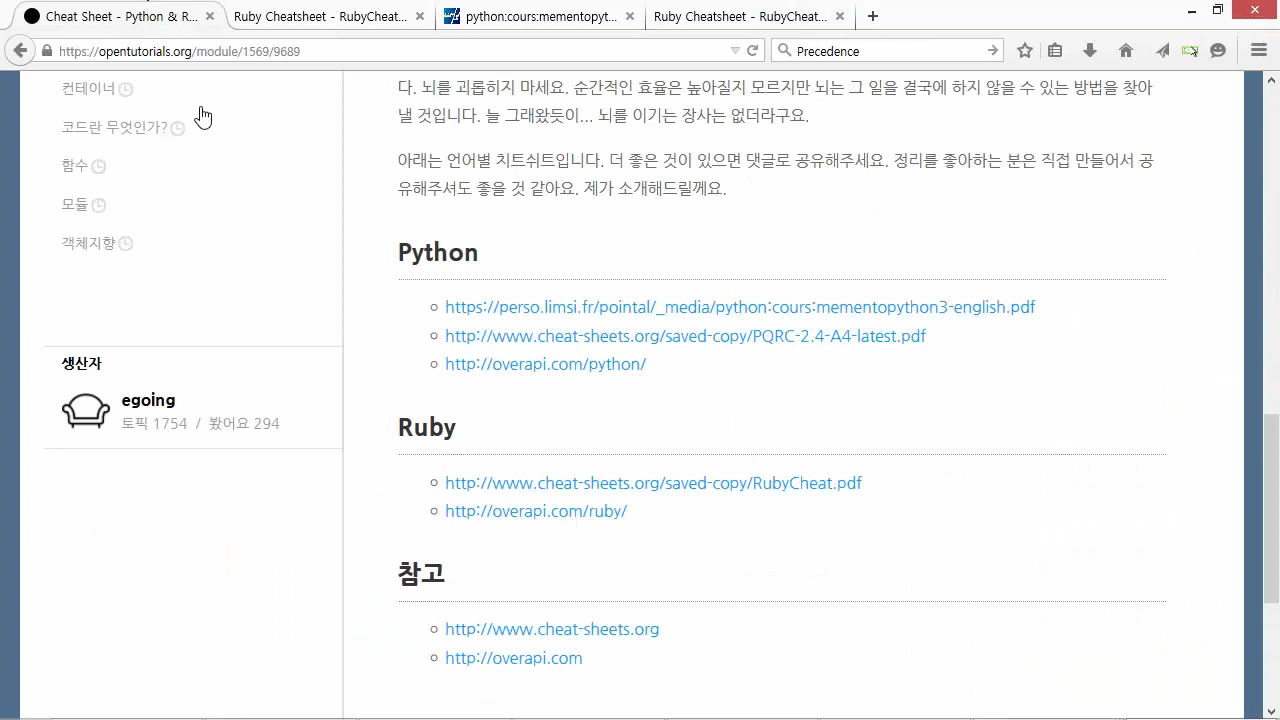 Cheat Sheet - Python & R...
Ruby Cheatsheet - RubyCheat...
python:cours:mementopyt...
Ruby Cheatsheet - RubyCheat...
https://opentutorials.org/module/1569/9689
Precedence
컨테이너
코드란 무엇인가?
함수
모듈
객체지향
생산자
egoing
토픽 1754 / 봤어요 294
다. 뇌를 괴롭히지 마세요. 순간적인 효율은 높아질지 모르지만 뇌는 그 일을 결국에 하지 않을 수 있는 방법을 찾아
낼 것입니다. 늘 그래왔듯이... 뇌를 이기는 장사는 없더라구요.
아래는 언어별 치트쉬트입니다. 더 좋은 것이 있으면 댓글로 공유해주세요. 정리를 좋아하는 분은 직접 만들어서 공
유해주셔도 좋을 것 같아요. 제가 소개해드릴께요.
Python
https://perso.limsi.fr/pointal/_media/python:cours:mementopython3-english.pdf
http://www.cheat-sheets.org/saved-copy/PQRC-2.4-A4-latest.pdf
http://overapi.com/python/
Ruby
http://www.cheat-sheets.org/saved-copy/RubyCheat.pdf
http://overapi.com/ruby/
참고
http://www.cheat-sheets.org
http://overapi.com